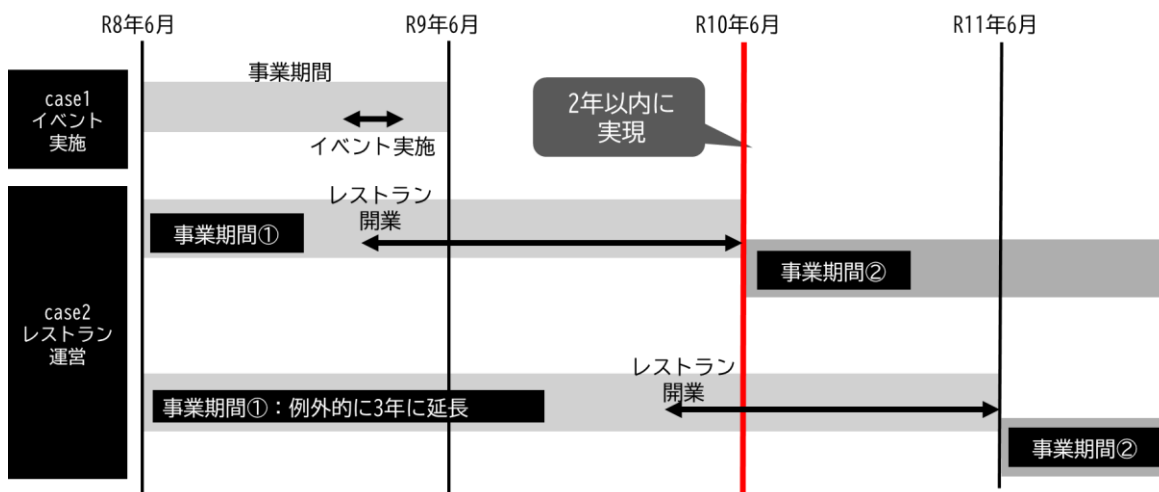 R8年6月
R9年6月
R10年6月
R11年6月
case1
イベント
実施
事業期間
イベント実施
2年以内に
実現
case2
レストラン
運営
レストラン
開業
事業期間①
事業期間②
レストラン
開業
事業期間①：例外的に3年に延長
事業期間②